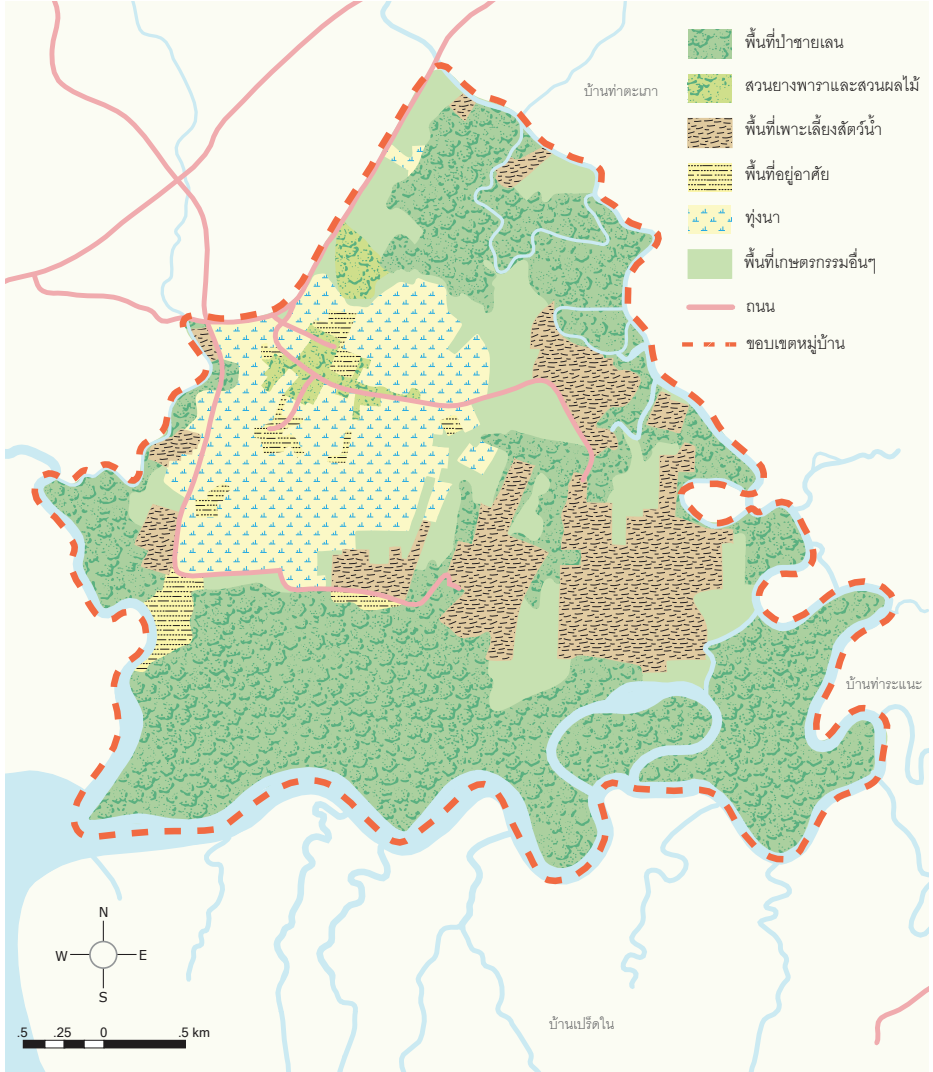 พื้นที่ป่าชายเลน
บ้านท่าตะเภา
สวนยางพาราและสวนผลไม้
พื้นที่เพาะเลี้ยงสัตว์น้ำ
พื้นที่อยู่อาศัย
ทุ่งนา
พื้นที่เกษตรกรรมอื่นๆ
ถนน
ขอบเขตหมู่บ้าน
บ้านท่าระแนะ
N
W
E
S
บ้านเปร็ดใน
.5 .25 0 .5 km